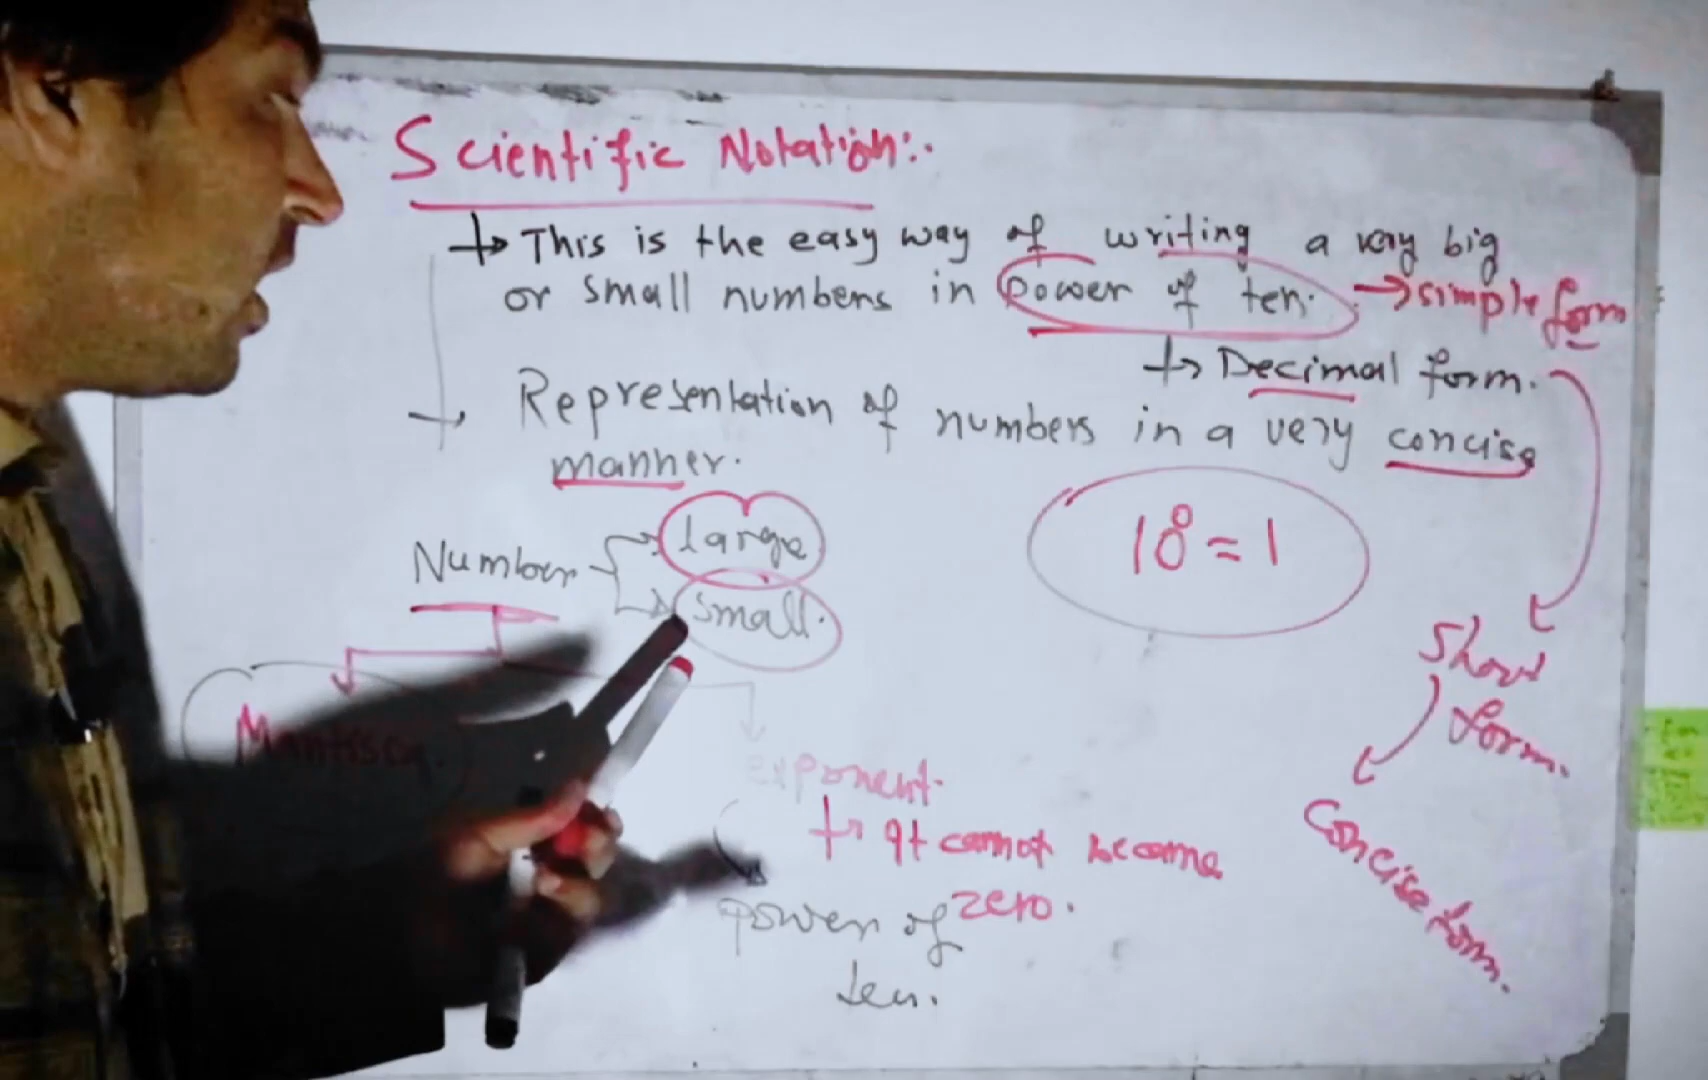 Scientific Notation:-
→ This is the easy way of writing a very big
or small numbers in power of ten. → simple form
→ Decimal form.
→ Representation of numbers in a very concise
manner.
Number → large
→ small.
10⁰ = 1
Short
form.
Concise form.
Mantissa.
exponent.
→ It cannot become
zero.
power of
ten.